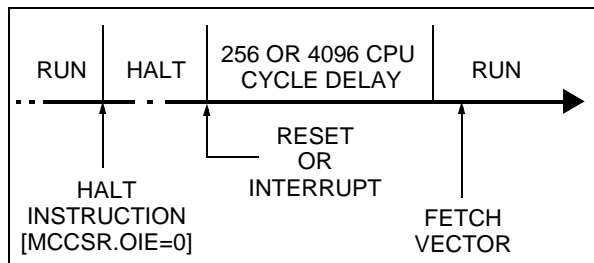 RUN
HALT
256 OR 4096 CPU
CYCLE DELAY
RUN
HALT
INSTRUCTION
[MCCSR.OIE=0]
RESET
OR
INTERRUPT
FETCH
VECTOR